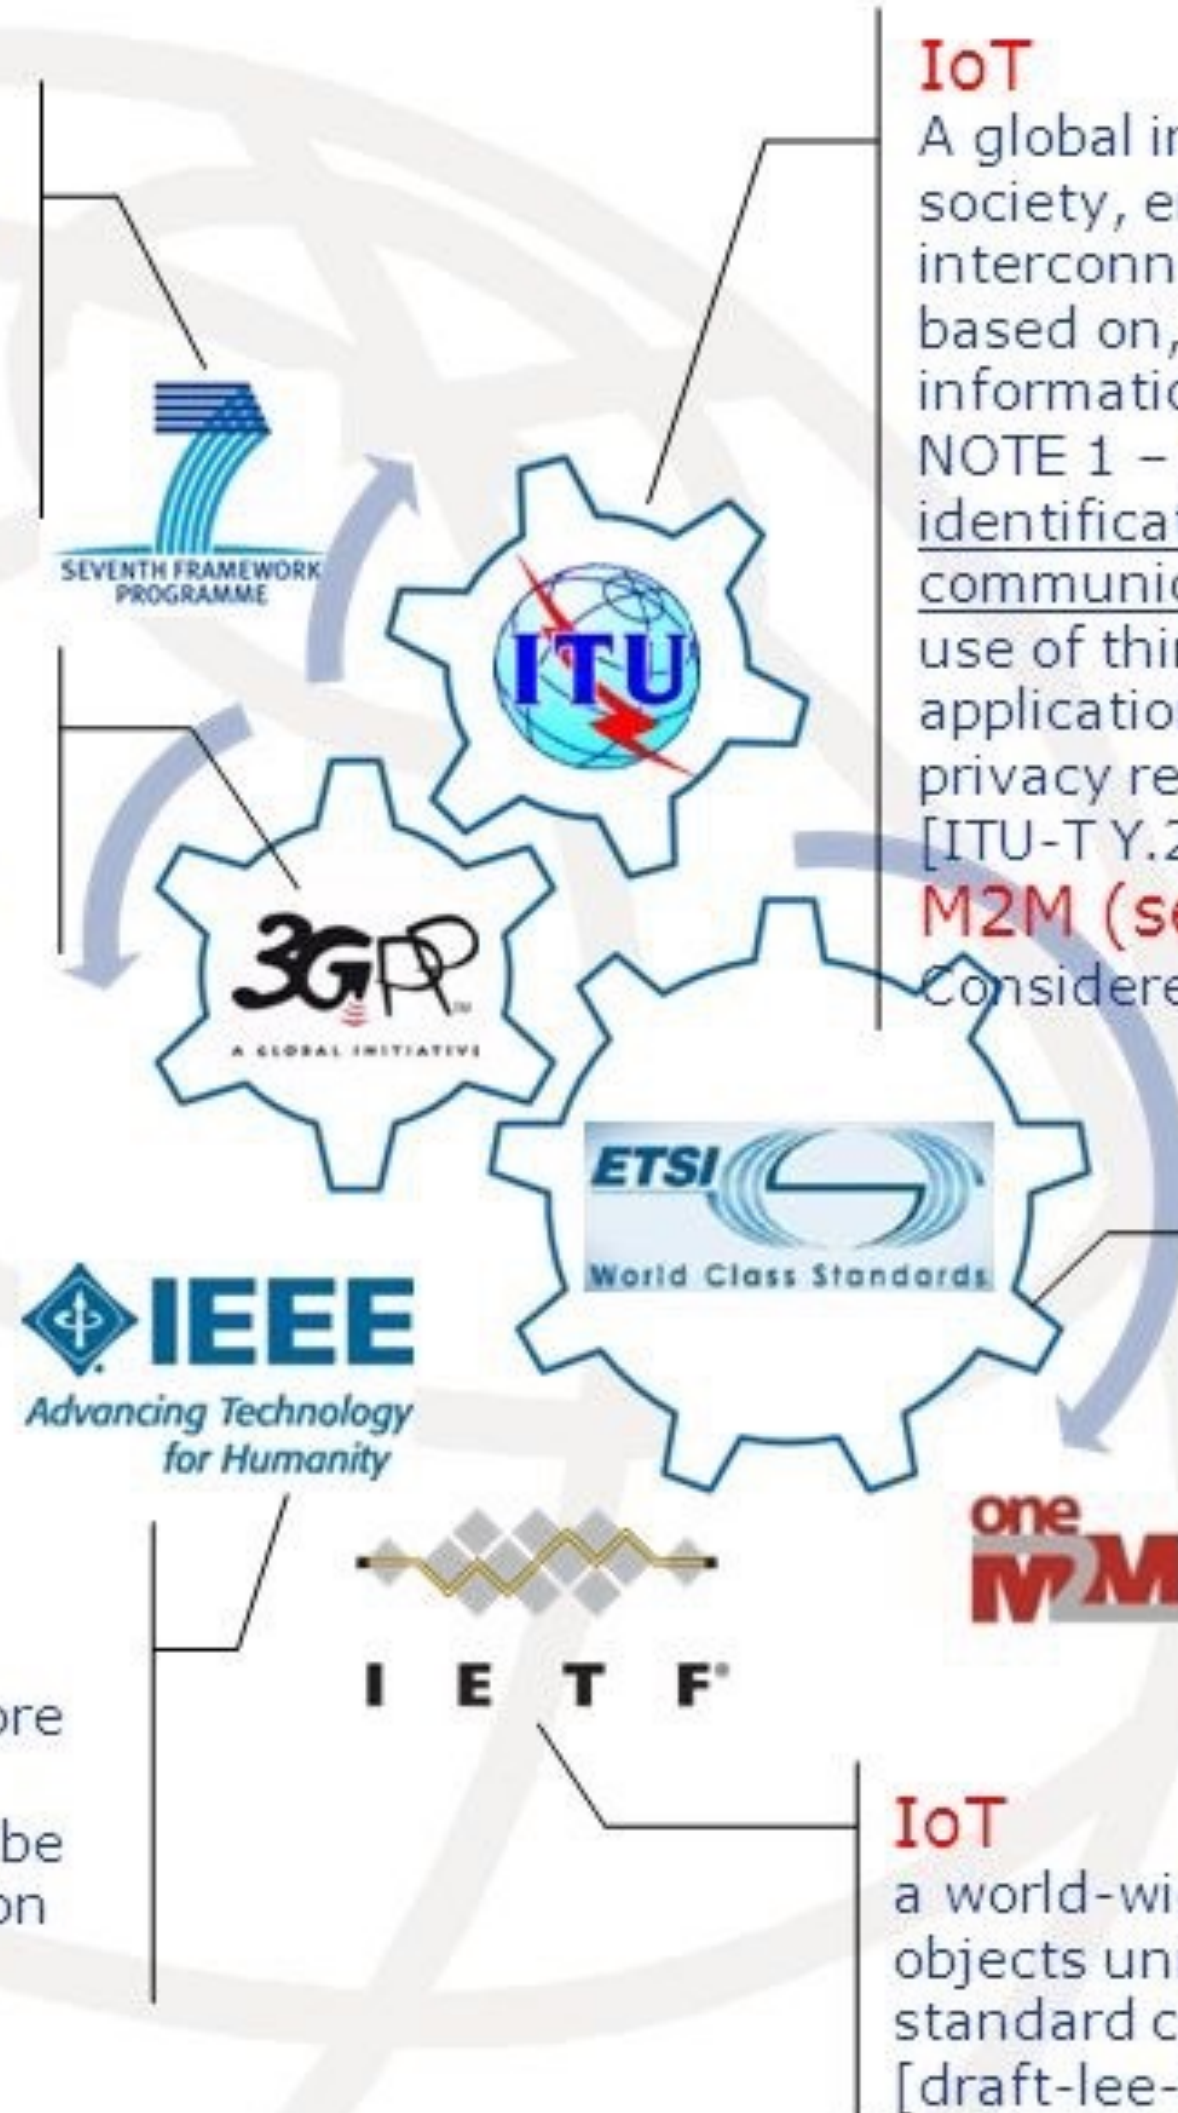 IoT
A global in
society, en
interconn
based on,
informatio
NOTE 1 –
identificat
communic
use of thin
application
privacy re
[ITU-T Y.2
M2M (se
Considere
SEVENTH FRAMEWORK
PROGRAMME
ITU
3GPP
A GLOBAL INITIATIVE
ETSI
World Class Standards
IEEE
Advancing Technology
for Humanity
one
M2M
IETF
ore
be
on
IoT
a world-wi
objects uni
standard c
[draft-lee-